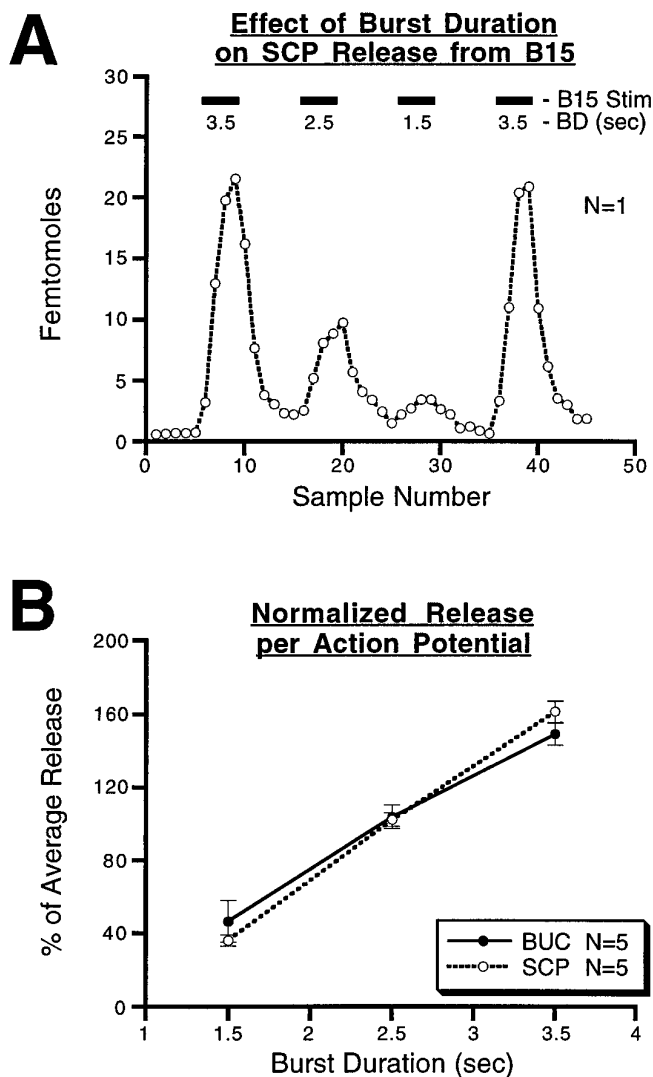 A
Effect of Burst Duration
on SCP Release from B15
30
25
20
15
10
5
0
Femtomoles
3.5 2.5 1.5 3.5
- B15 Stim
- BD (sec)
N=1
0 10 20 30 40 50
Sample Number
B
Normalized Release
per Action Potential
200
160
120
80
40
0
% of Average Release
BUC N=5
SCP N=5
1 1.5 2 2.5 3 3.5 4
Burst Duration (sec)